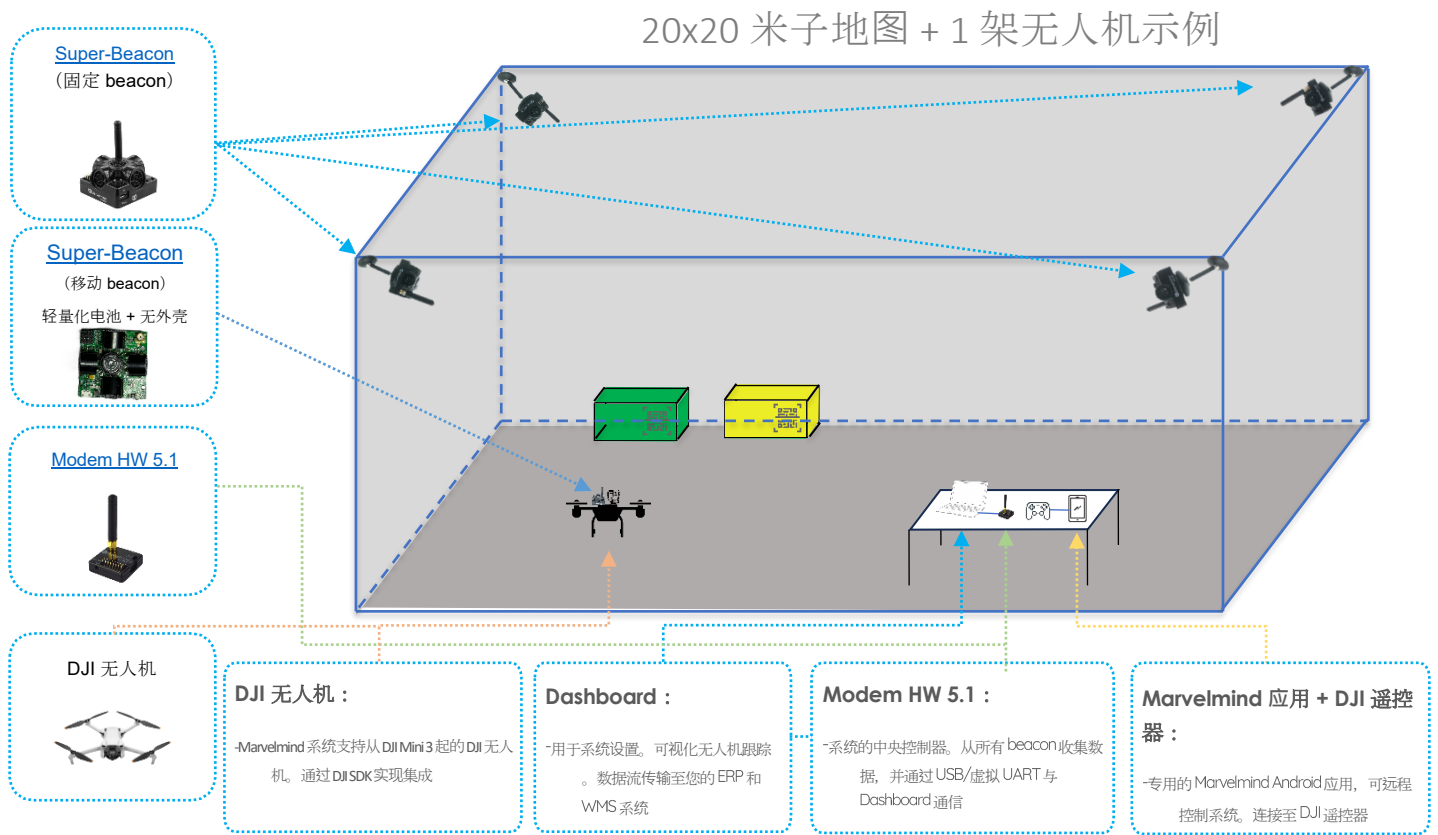 20x20 米子地图 + 1 架无人机示例
Super-Beacon
（固定 beacon）
Super-Beacon
（移动 beacon）
轻量化电池 + 无外壳
Modem HW 5.1
DJI 无人机
DJI 无人机：
-Marvelmind 系统支持从 DJI Mini 3 起的 DJI 无人
机。通过 DJI SDK 实现集成
Dashboard：
-用于系统设置。可视化无人机跟踪
。数据流传输至您的 ERP 和
WMS 系统
Modem HW 5.1：
-系统的中央控制器。从所有 beacon 收集数
据，并通过 USB/虚拟 UART 与
Dashboard 通信
Marvelmind 应用 + DJI 遥控
器：
-专用的 Marvelmind Android 应用，可远程
控制系统。连接至 DJI 遥控器